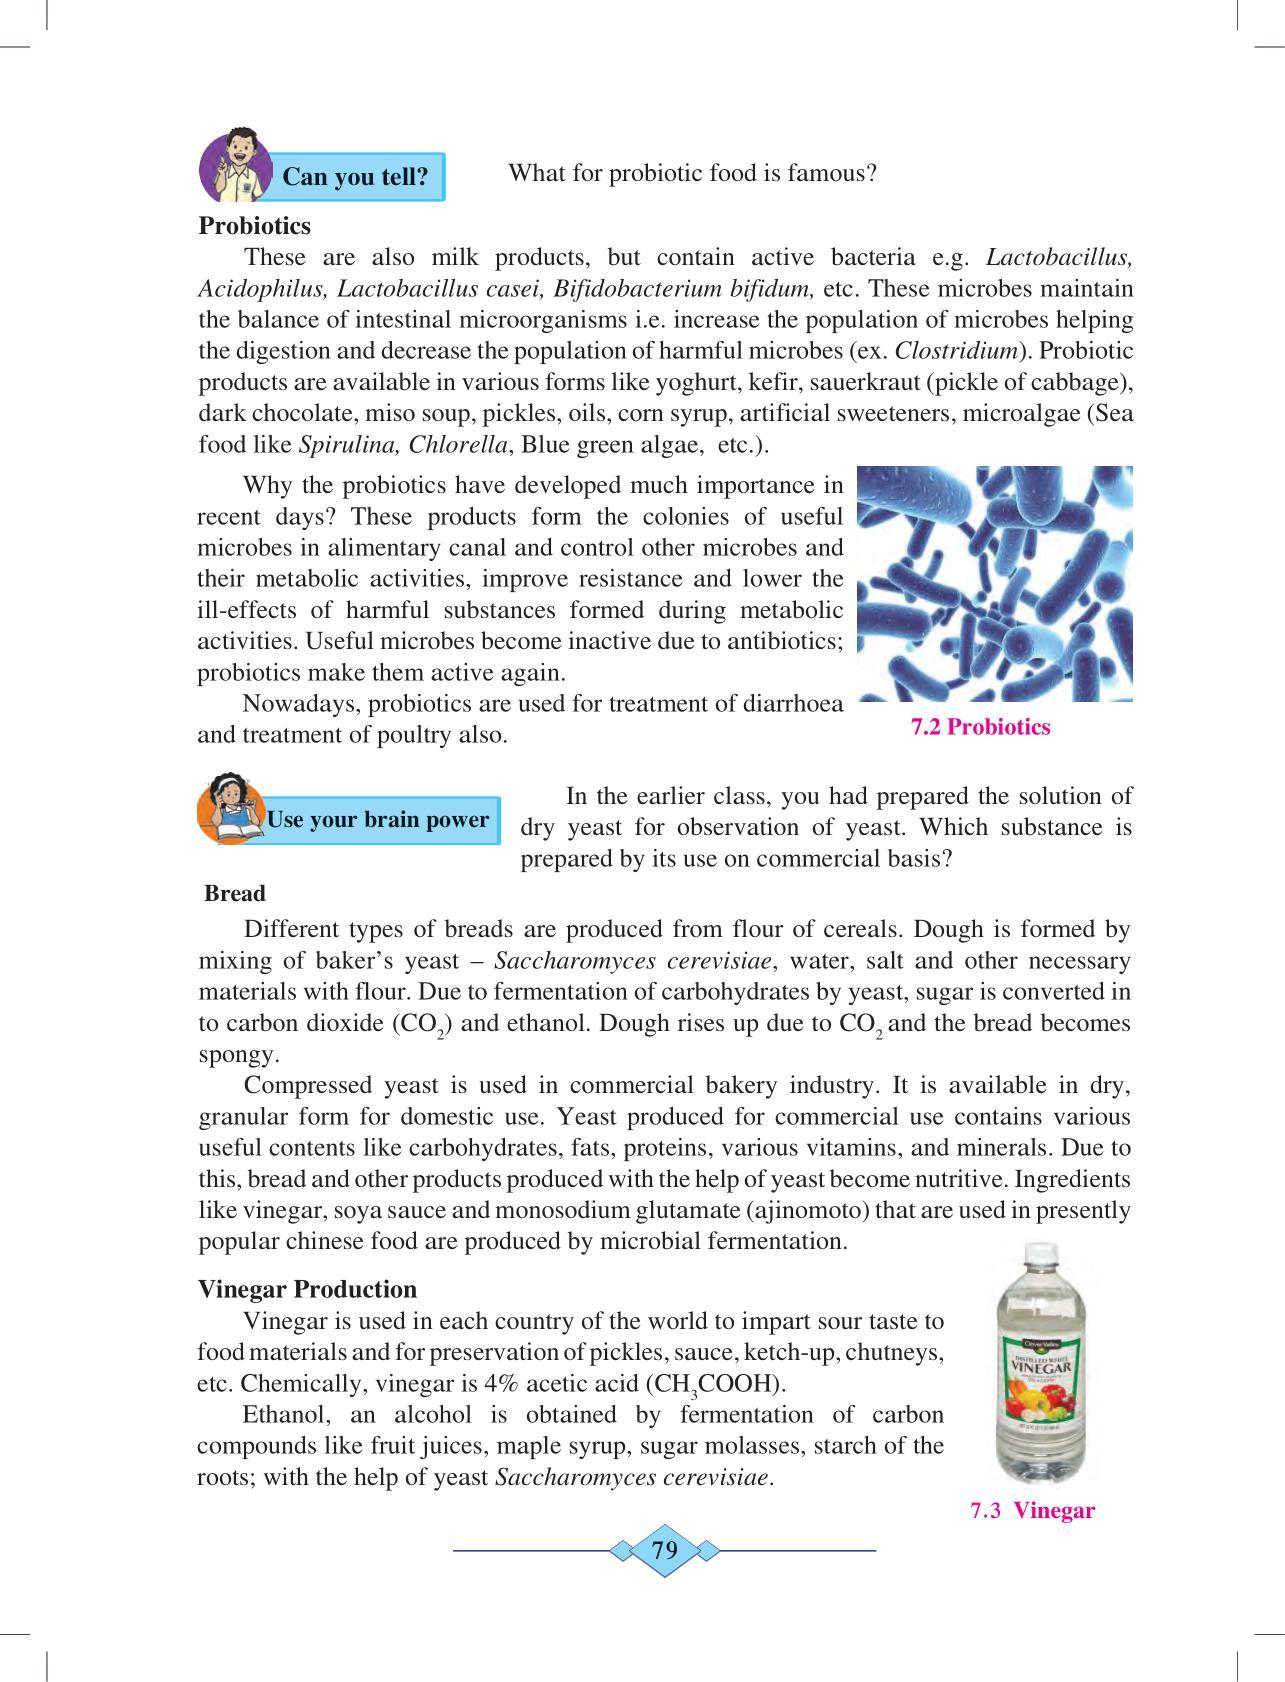 Can you tell?
What for probiotic food is famous?
Probiotics
These are also milk products, but contain active bacteria e.g. Lactobacillus,
Acidophilus, Lactobacillus casei, Bifidobacterium bifidum, etc. These microbes maintain
the balance of intestinal microorganisms i.e. increase the population of microbes helping
the digestion and decrease the population of harmful microbes (ex. Clostridium). Probiotic
products are available in various forms like yoghurt, kefir, sauerkraut (pickle of cabbage),
dark chocolate, miso soup, pickles, oils, corn syrup, artificial sweeteners, microalgae (Sea
food like Spirulina, Chlorella, Blue green algae, etc.).
Why the probiotics have developed much importance in
recent days? These products form the colonies of useful
microbes in alimentary canal and control other microbes and
their metabolic activities, improve resistance and lower the
ill-effects of harmful substances formed during metabolic
activities. Useful microbes become inactive due to antibiotics;
probiotics make them active again.
Nowadays, probiotics are used for treatment of diarrhoea
and treatment of poultry also.
7.2 Probiotics
Use your brain power
In the earlier class, you had prepared the solution of
dry yeast for observation of yeast. Which substance is
prepared by its use on commercial basis?
Bread
Different types of breads are produced from flour of cereals. Dough is formed by
mixing of baker’s yeast – Saccharomyces cerevisiae, water, salt and other necessary
materials with flour. Due to fermentation of carbohydrates by yeast, sugar is converted in
to carbon dioxide (CO2) and ethanol. Dough rises up due to CO2 and the bread becomes
spongy.
Compressed yeast is used in commercial bakery industry. It is available in dry,
granular form for domestic use. Yeast produced for commercial use contains various
useful contents like carbohydrates, fats, proteins, various vitamins, and minerals. Due to
this, bread and other products produced with the help of yeast become nutritive. Ingredients
like vinegar, soya sauce and monosodium glutamate (ajinomoto) that are used in presently
popular chinese food are produced by microbial fermentation.
Vinegar Production
Vinegar is used in each country of the world to impart sour taste to
food materials and for preservation of pickles, sauce, ketch-up, chutneys,
etc. Chemically, vinegar is 4% acetic acid (CH3COOH).
Ethanol, an alcohol is obtained by fermentation of carbon
compounds like fruit juices, maple syrup, sugar molasses, starch of the
roots; with the help of yeast Saccharomyces cerevisiae.
Clover Valley
DISTILLED WHITE
VINEGAR
7.3 Vinegar
79